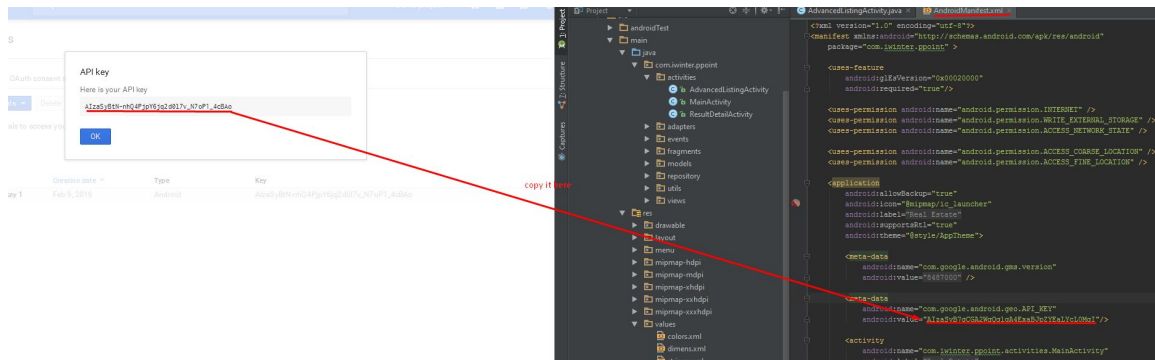 API key
Here is your API key
OK
Creation date
Type
Key
Feb 6, 2016
Android
copy it here
Project
1: Project
2: Structure
Captures
androidTest
main
java
com.iwinter.ppoint
activities
AdvancedListingActivity
MainActivity
ResultDetailActivity
adapters
events
fragments
models
repository
utils
views
res
drawable
layout
menu
mipmap-hdpi
mipmap-mdpi
mipmap-xhdpi
mipmap-xxhdpi
mipmap-xxxhdpi
values
colors.xml
dimens.xml
AdvancedListingActivity.java
AndroidManifest.xml
<?xml version="1.0" encoding="utf-8"?>
<manifest xmlns:android="http://schemas.android.com/apk/res/android"
package="com.iwinter.ppoint" >
<uses-feature
android:glEsVersion="0x00020000"
android:required="true"/>
<uses-permission android:name="android.permission.INTERNET" />
<uses-permission android:name="android.permission.WRITE_EXTERNAL_STORAGE" />
<uses-permission android:name="android.permission.ACCESS_NETWORK_STATE" />
<uses-permission android:name="android.permission.ACCESS_COARSE_LOCATION" />
<uses-permission android:name="android.permission.ACCESS_FINE_LOCATION" />
<application
android:allowBackup="true"
android:icon="@mipmap/ic_launcher"
android:label="Real Estate"
android:supportsRtl="true"
android:theme="@style/AppTheme">
<meta-data
android:name="com.google.android.gms.version"
android:value="8487000" />
<meta-data
android:name="com.google.android.geo.API_KEY"
<activity
android:name="com.iwinter.ppoint.activities.MainActivity"